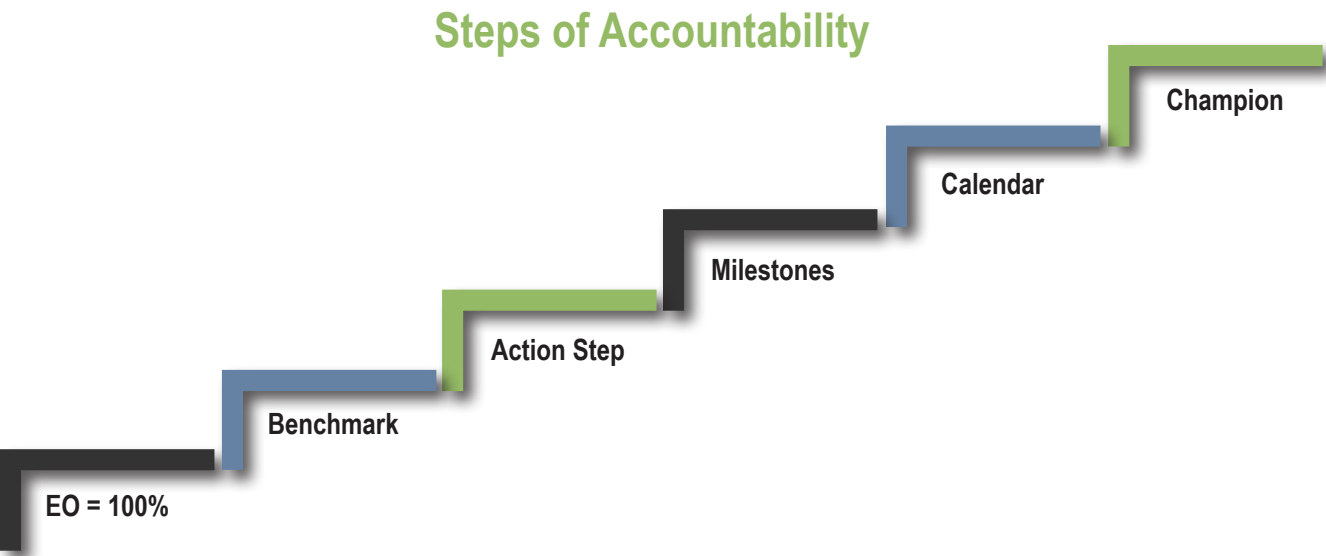 Steps of Accountability
Champion
Calendar
Milestones
Action Step
Benchmark
EO = 100%